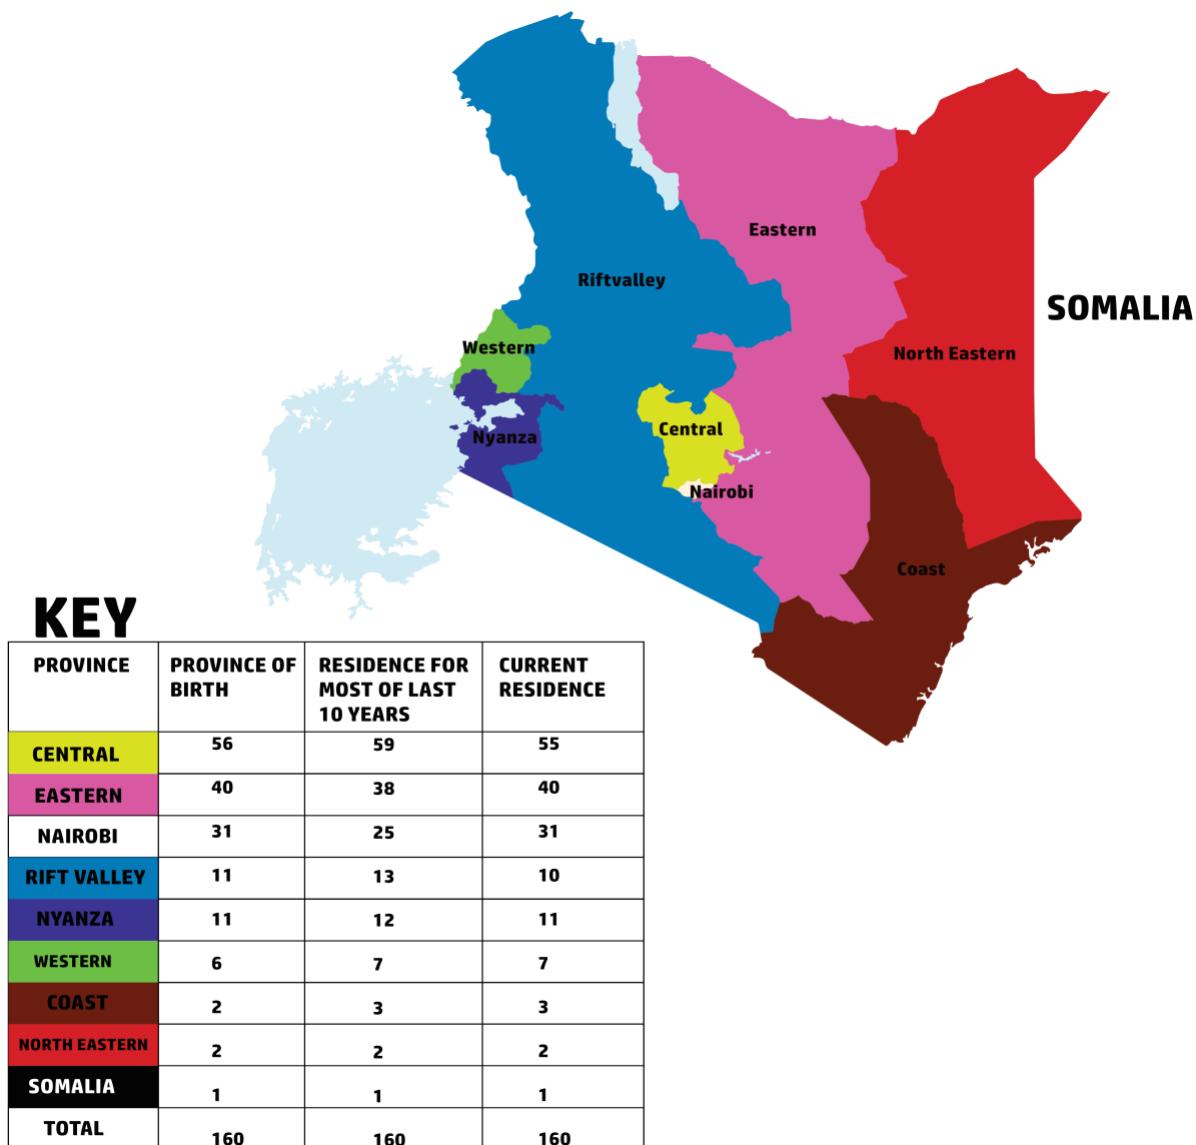 Eastern
Riftvalley
SOMALIA
Western
North Eastern
Central
Nyanza
Nairobi
Coast
KEY
PROVINCE PROVINCE OF BIRTH RESIDENCE FOR MOST OF LAST 10 YEARS CURRENT RESIDENCE
CENTRAL 56 59 55
EASTERN 40 38 40
NAIROBI 31 25 31
RIFT VALLEY 11 13 10
NYANZA 11 12 11
WESTERN 6 7 7
COAST 2 3 3
NORTH EASTERN 2 2 2
SOMALIA 1 1 1
TOTAL 160 160 160